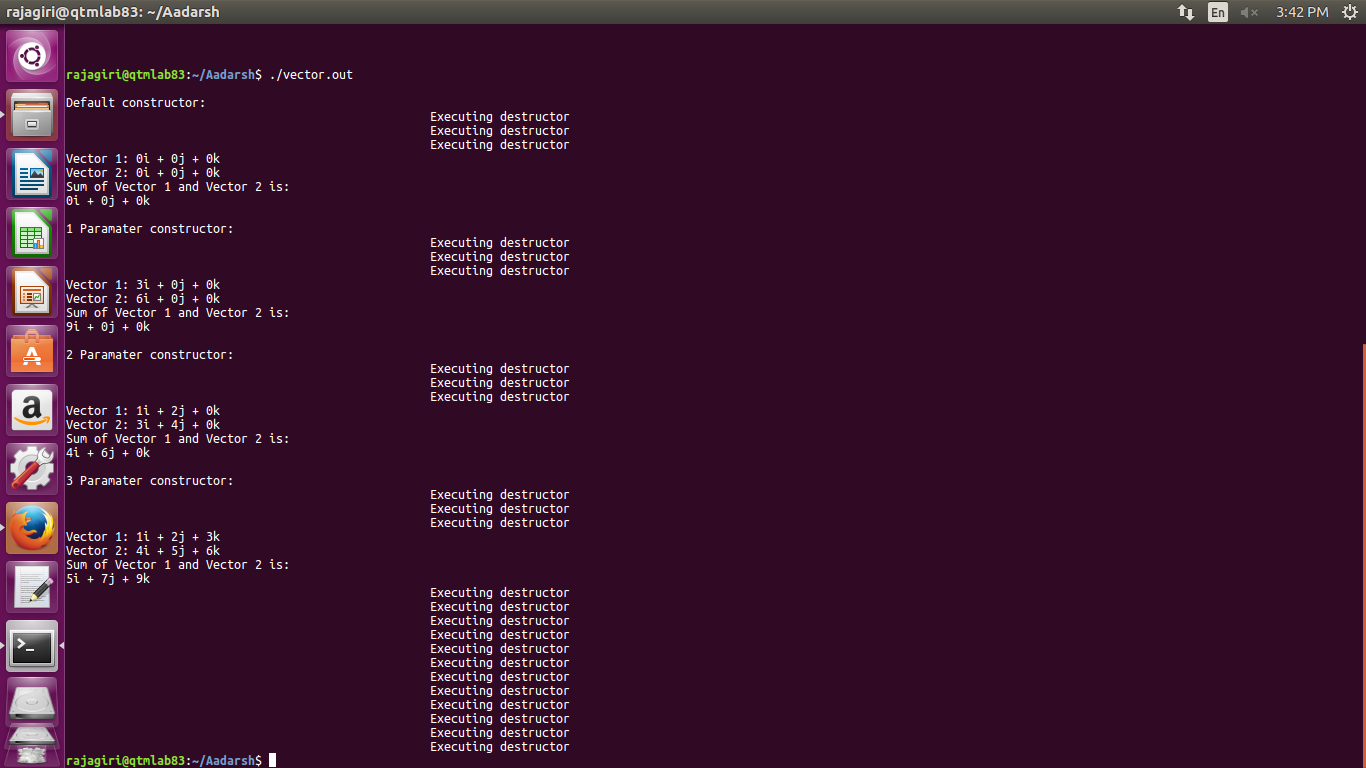 rajagiri@qtmlab83: ~/Aadarsh
En
3:42 PM
rajagiri@qtmlab83:~/Aadarsh$ ./vector.out
Default constructor:
Executing destructor
Executing destructor
Executing destructor
Vector 1: 0i + 0j + 0k
Vector 2: 0i + 0j + 0k
Sum of Vector 1 and Vector 2 is:
0i + 0j + 0k
1 Paramater constructor:
Executing destructor
Executing destructor
Executing destructor
Vector 1: 3i + 0j + 0k
Vector 2: 6i + 0j + 0k
Sum of Vector 1 and Vector 2 is:
9i + 0j + 0k
2 Paramater constructor:
Executing destructor
Executing destructor
Executing destructor
Vector 1: 1i + 2j + 0k
Vector 2: 3i + 4j + 0k
Sum of Vector 1 and Vector 2 is:
4i + 6j + 0k
3 Paramater constructor:
Executing destructor
Executing destructor
Executing destructor
Vector 1: 1i + 2j + 3k
Vector 2: 4i + 5j + 6k
Sum of Vector 1 and Vector 2 is:
5i + 7j + 9k
Executing destructor
Executing destructor
Executing destructor
Executing destructor
Executing destructor
Executing destructor
Executing destructor
Executing destructor
Executing destructor
Executing destructor
Executing destructor
Executing destructor
rajagiri@qtmlab83:~/Aadarsh$